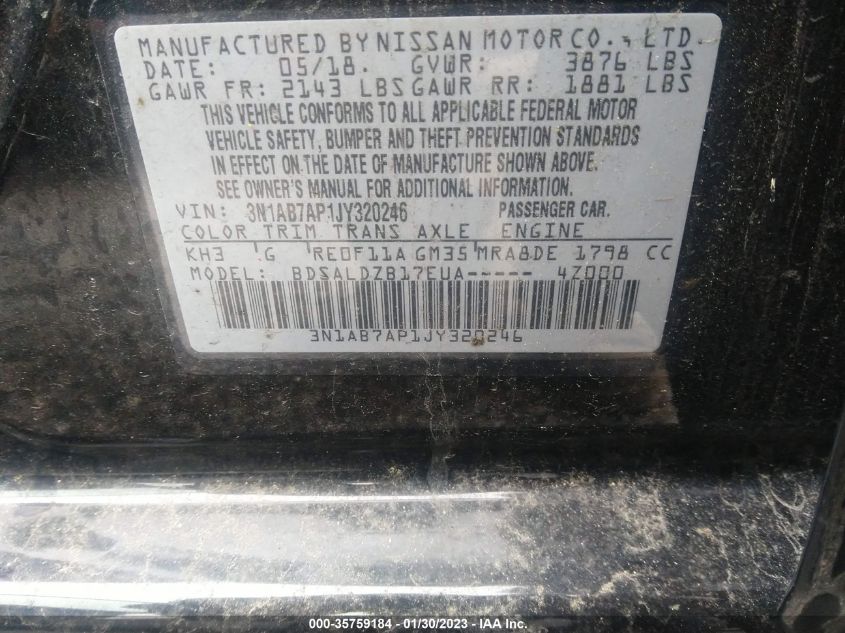 MANUFACTURED BY NISSAN MOTOR CO., LTD
DATE: 05/18. GVWR: 3876 LBS
GAWR FR: 2143 LBS GAWR RR: 1881 LBS
THIS VEHICLE CONFORMS TO ALL APPLICABLE FEDERAL MOTOR
VEHICLE SAFETY, BUMPER AND THEFT PREVENTION STANDARDS
IN EFFECT ON THE DATE OF MANUFACTURE SHOWN ABOVE.
SEE OWNER'S MANUAL FOR ADDITIONAL INFORMATION.
VIN: 3N1AB7AP1JY320246 PASSENGER CAR.
COLOR TRIM TRANS AXLE ENGINE
KH3 G RE0F11A GM35 MRA8DE 1798 CC
MODEL: BDSALDZB17EUA----- 4Z000
3N1AB7AP1JY320246
000-35759184 - 01/30/2023 - IAA Inc.